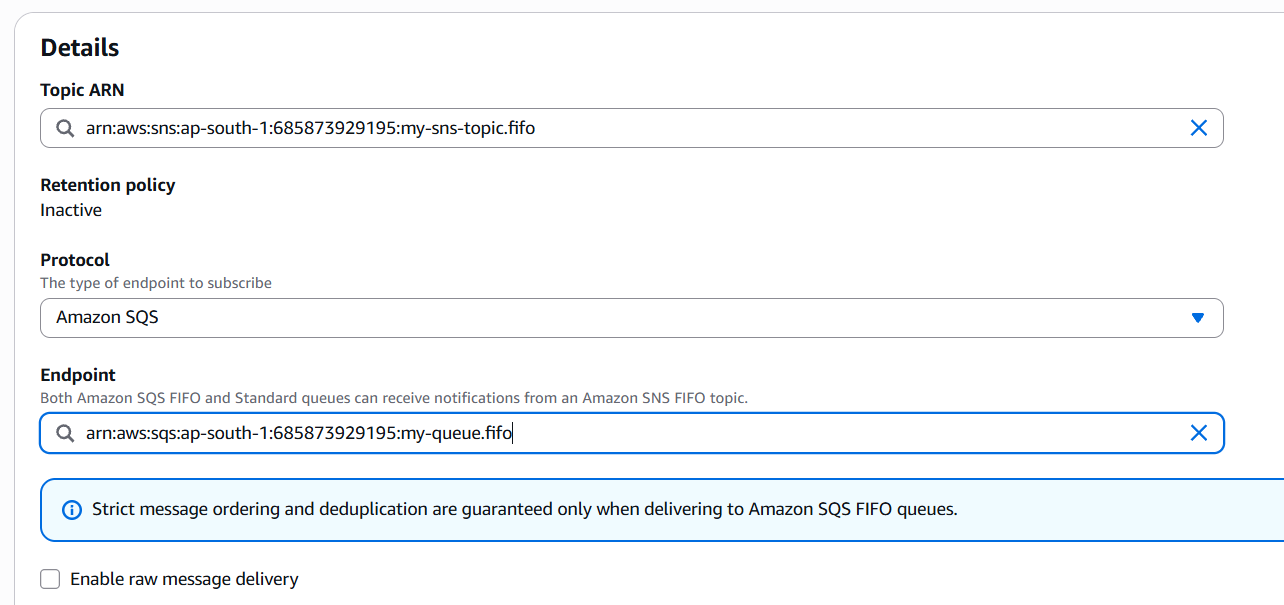 Details
Topic ARN
arn:aws:sns:ap-south-1:685873929195:my-sns-topic.fifo
Retention policy
Inactive
Protocol
The type of endpoint to subscribe
Amazon SQS
Endpoint
Both Amazon SQS FIFO and Standard queues can receive notifications from an Amazon SNS FIFO topic.
arn:aws:sqs:ap-south-1:685873929195:my-queue.fifo
Strict message ordering and deduplication are guaranteed only when delivering to Amazon SQS FIFO queues.
Enable raw message delivery